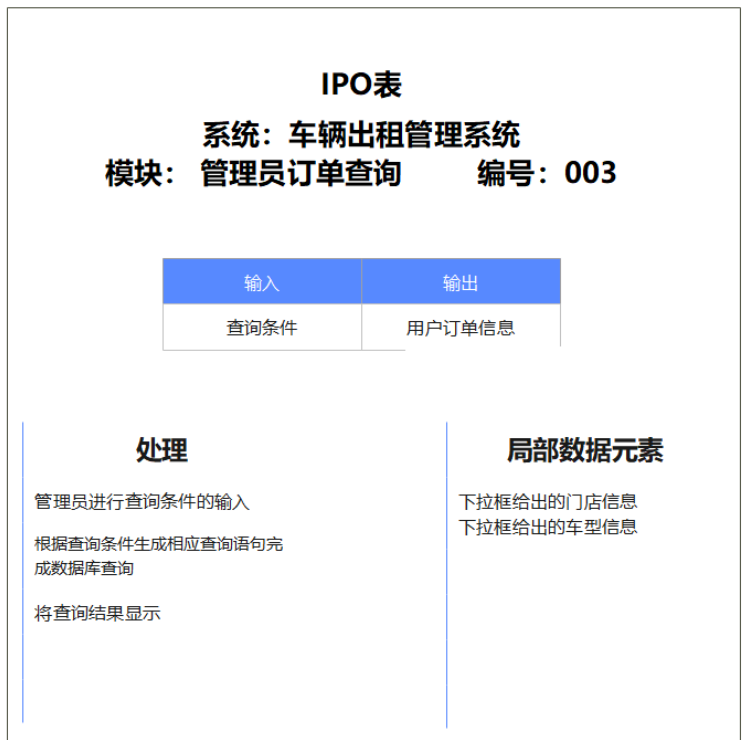 IPO表
系统：车辆出租管理系统
模块： 管理员订单查询 编号：003
输入 输出
查询条件 用户订单信息
处理
管理员进行查询条件的输入
根据查询条件生成相应查询语句完
成数据库查询
将查询结果显示
局部数据元素
下拉框给出的门店信息
下拉框给出的车型信息